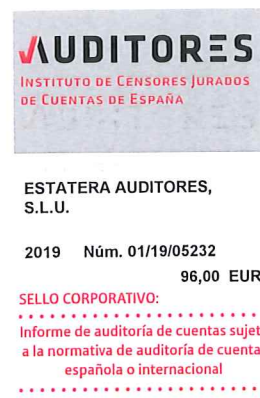 AUDITORES
INSTITUTO DE CENSORES JURADOS
DE CUENTAS DE ESPAÑA
ESTATERA AUDITORES,
S.L.U.
2019 Núm. 01/19/05232
96,00 EUR
SELLO CORPORATIVO:
Informe de auditoría de cuentas sujet
a la normativa de auditoría de cuenta
española o internacional